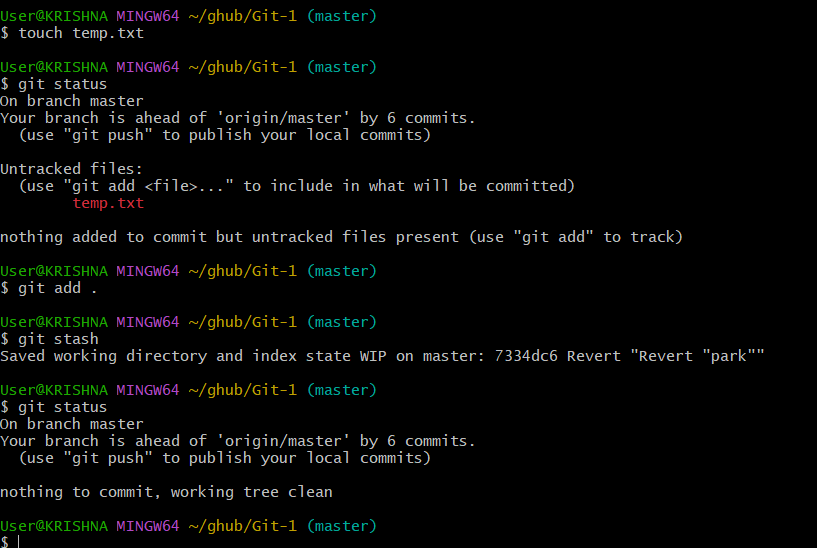 User@KRISHNA MINGW64 ~/ghub/Git-1 (master)
$ touch temp.txt
User@KRISHNA MINGW64 ~/ghub/Git-1 (master)
$ git status
On branch master
Your branch is ahead of 'origin/master' by 6 commits.
  (use "git push" to publish your local commits)
Untracked files:
  (use "git add <file>..." to include in what will be committed)
        temp.txt
nothing added to commit but untracked files present (use "git add" to track)
User@KRISHNA MINGW64 ~/ghub/Git-1 (master)
$ git add .
User@KRISHNA MINGW64 ~/ghub/Git-1 (master)
$ git stash
Saved working directory and index state WIP on master: 7334dc6 Revert "Revert "park""
User@KRISHNA MINGW64 ~/ghub/Git-1 (master)
$ git status
On branch master
Your branch is ahead of 'origin/master' by 6 commits.
  (use "git push" to publish your local commits)
nothing to commit, working tree clean
User@KRISHNA MINGW64 ~/ghub/Git-1 (master)
$